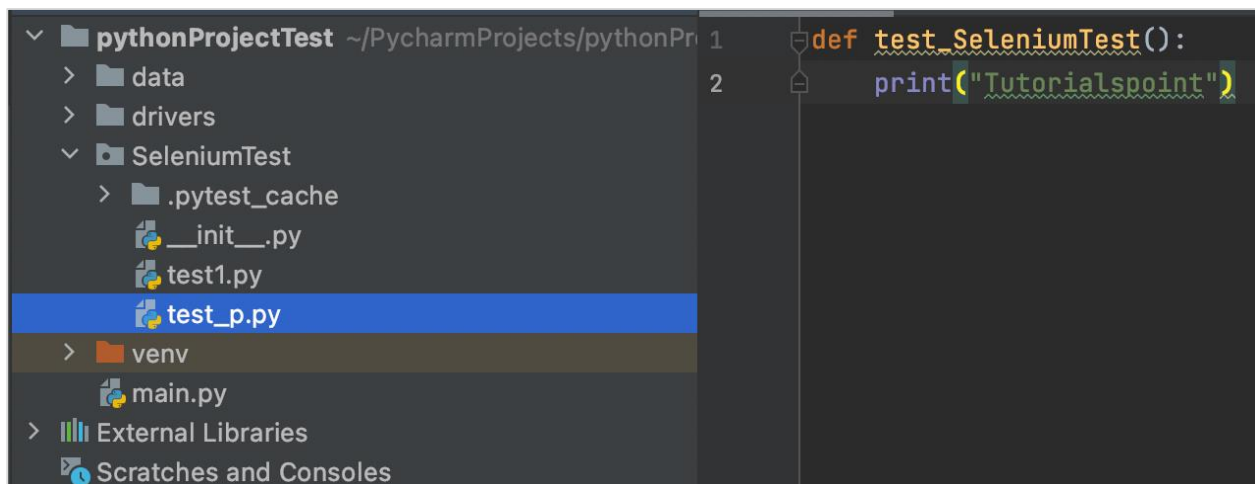 pythonProjectTest ~/PycharmProjects/pythonPr
data
drivers
SeleniumTest
.pytest_cache
__init__.py
test1.py
test_p.py
venv
main.py
External Libraries
Scratches and Consoles
1 def test_SeleniumTest():
2 print("Tutorialspoint")